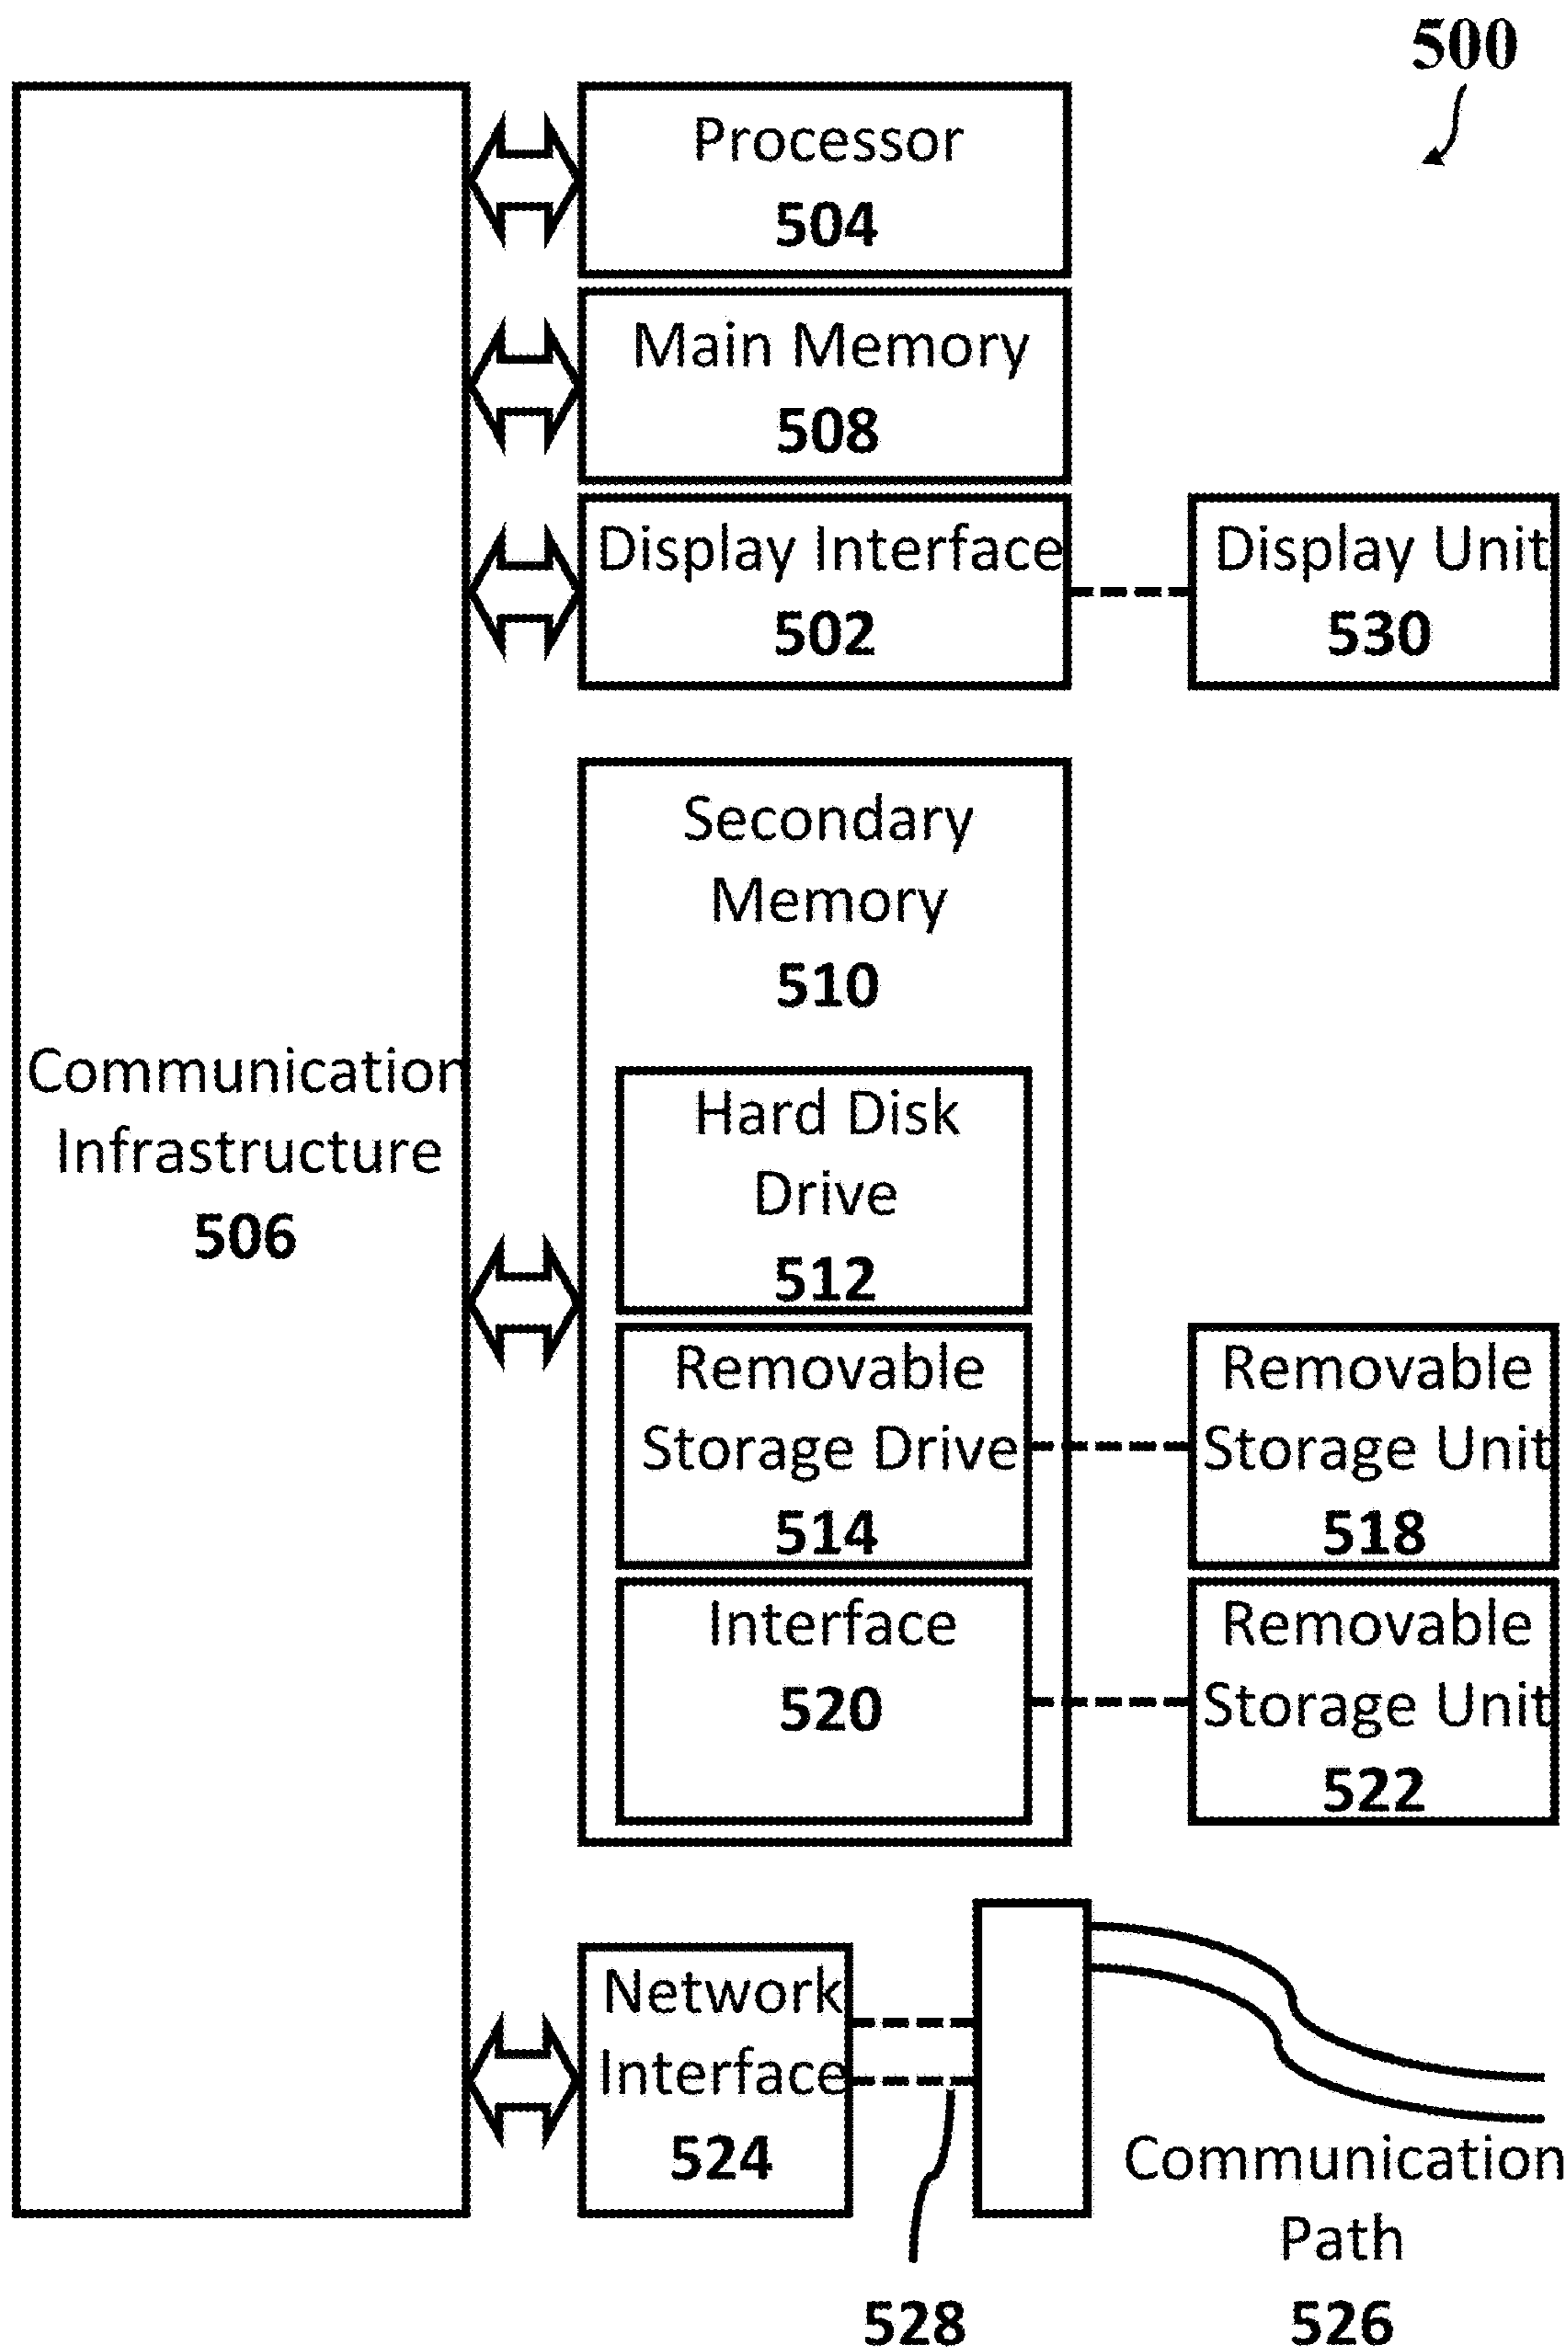 500
Processor
504
Main Memory
508
Display Interface
502
Display Unit
530
Secondary
Memory
510
Communication
Infrastructure
506
Hard Disk
Drive
512
Removable
Storage Drive
514
Removable
Storage Unit
518
Interface
520
Removable
Storage Unit
522
Network
Interface
524
528
Communication
Path
526